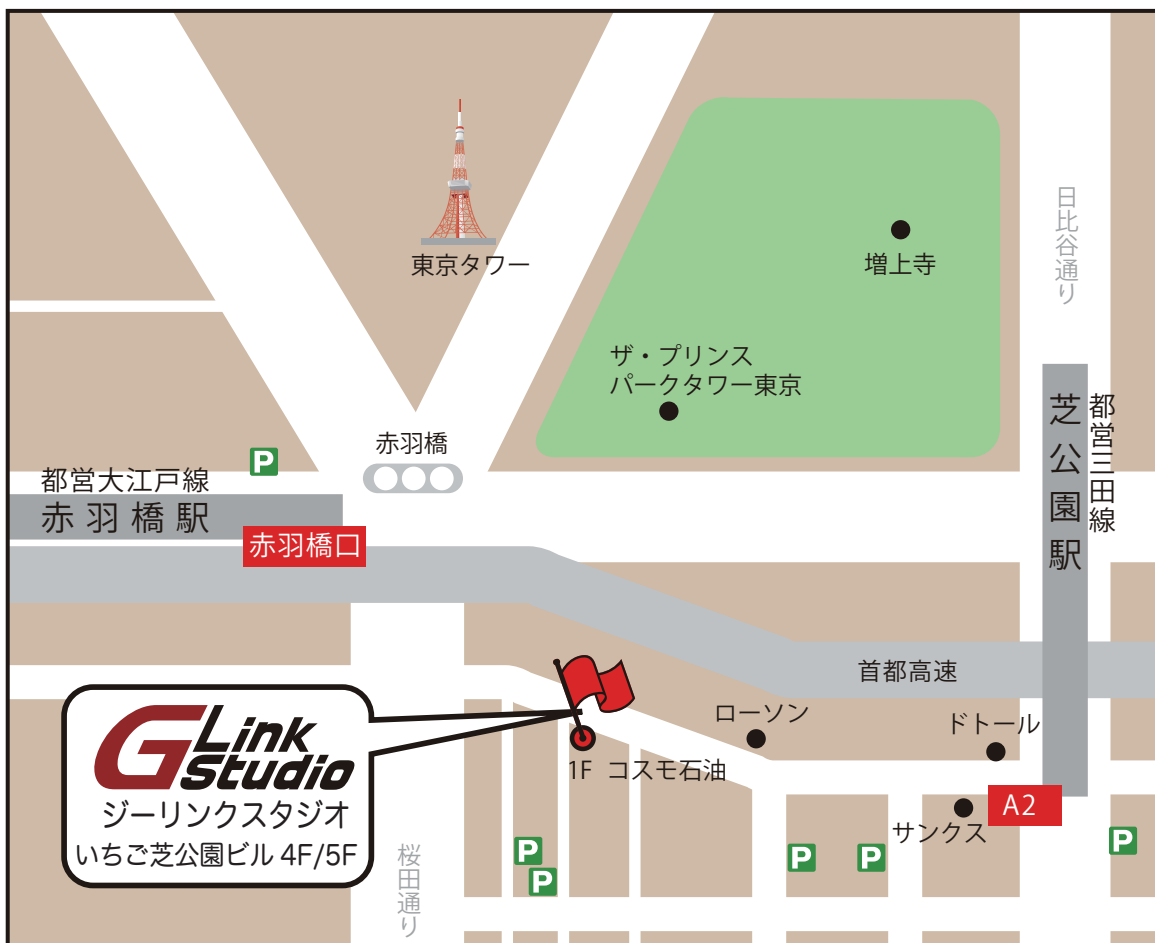 東京タワー
増上寺
日比谷通り
ザ・プリンス
パークタワー東京
赤羽橋
P
都営大江戸線
赤羽橋駅
赤羽橋口
芝公園駅
都営三田線
首都高速
ローソン
ドトール
1F コスモ石油
サンクス
A2
G Link
Studio
ジーリンクスタジオ
いちご芝公園ビル 4F/5F
桜田通り
P
P
P
P
P